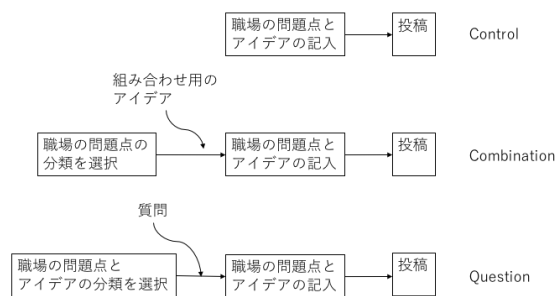 職場の問題点と
アイデアの記入
投稿
Control
組み合わせ用の
アイデア
職場の問題点の
分類を選択
職場の問題点と
アイデアの記入
投稿
Combination
質問
職場の問題点と
アイデアの分類を選択
職場の問題点と
アイデアの記入
投稿
Question